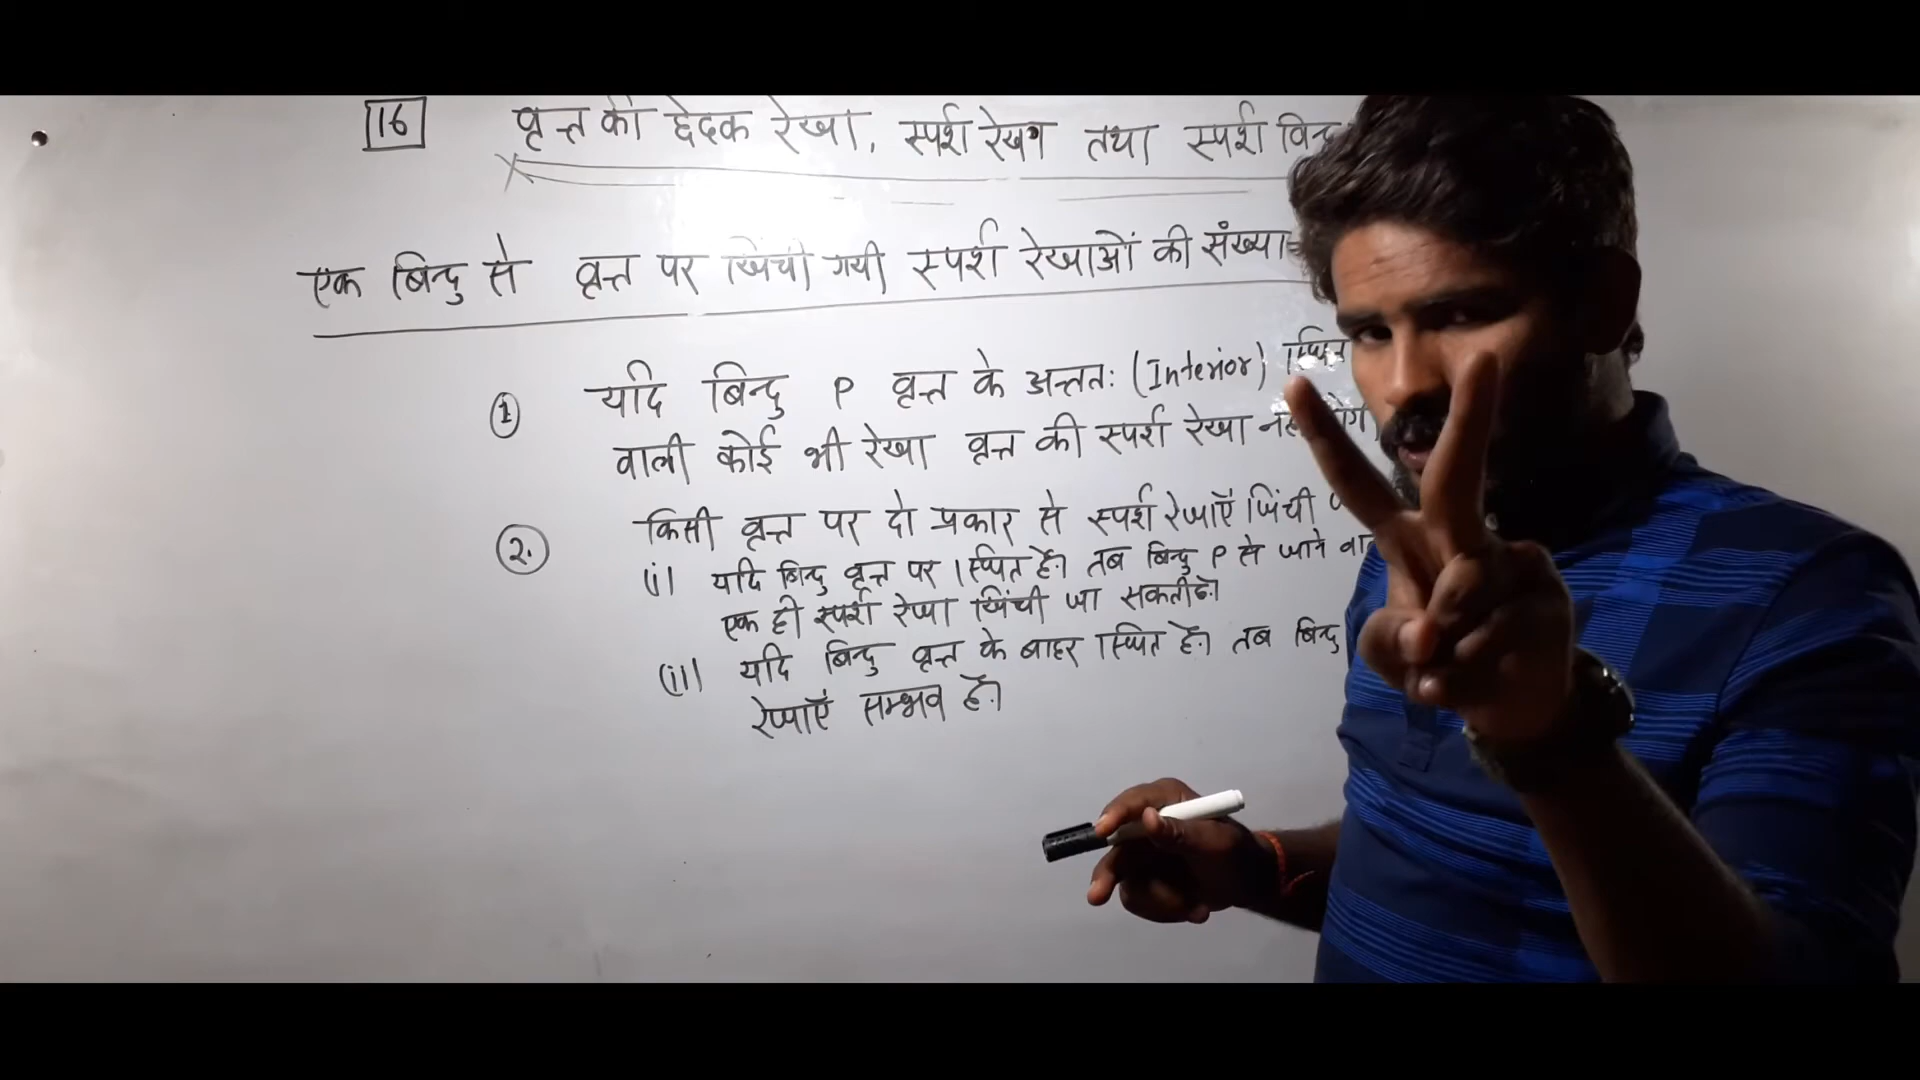 16 वृत्त की छेदक रेखा, स्पर्श रेखा तथा स्पर्श
एक बिन्दु से वृत्त पर खिंची गयी स्पर्श रेखाओं की संख्या
1 यदि बिन्दु P वृत्त के अन्ततः (Interior) स्थित
वाली कोई भी रेखा वृत्त की स्पर्श रेखा
2. किसी वृत्त पर दो प्रकार से स्पर्श रेखाएँ खिंची
(i) यदि बिन्दु वृत्त पर स्थित है। तब बिन्दु P से जाने
एक ही स्पर्श रेखा खिंची जा सकती है।
(ii) यदि बिन्दु वृत्त के बाहर स्थित है। तब बिन्दु
रेखाएँ सम्भव है।